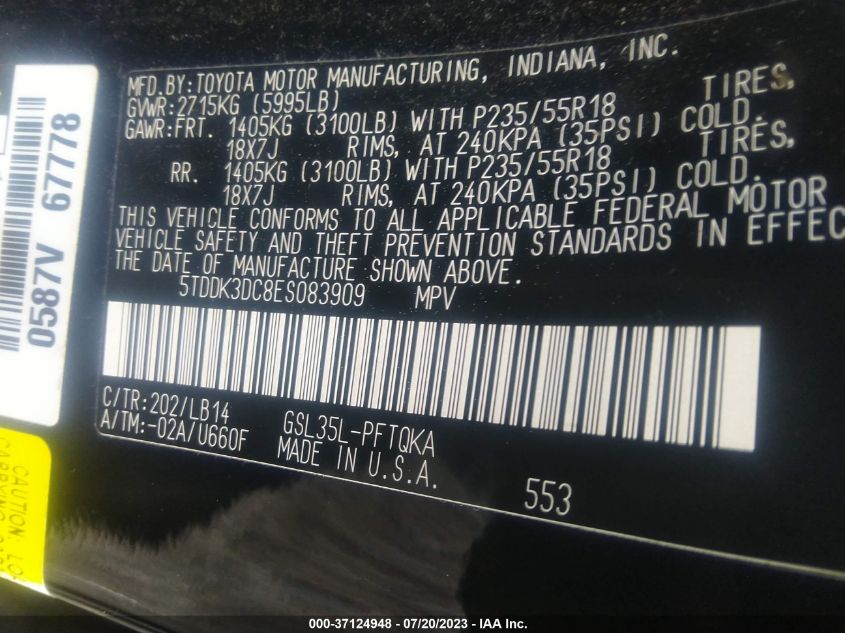 MFD.BY:TOYOTA MOTOR MANUFACTURING, INDIANA, INC.
GVWR:2715KG (5995LB)
GAWR:FRT. 1405KG (3100LB) WITH P235/55R18 TIRES,
18X7J RIMS, AT 240KPA (35PSI) COLD.
RR. 1405KG (3100LB) WITH P235/55R18 TIRES,
18X7J RIMS, AT 240KPA (35PSI) COLD.
THIS VEHICLE CONFORMS TO ALL APPLICABLE FEDERAL MOTOR
VEHICLE SAFETY AND THEFT PREVENTION STANDARDS IN EFFEC
THE DATE OF MANUFACTURE SHOWN ABOVE.
5TDDK3DC8ES083909 MPV
C/TR:202/LB14
A/TM:-02A/U660F
GSL35L-PFTQKA
MADE IN U.S.A.
553
0587V 67778
CAUTION: LO
000-37124948 - 07/20/2023 - IAA Inc.